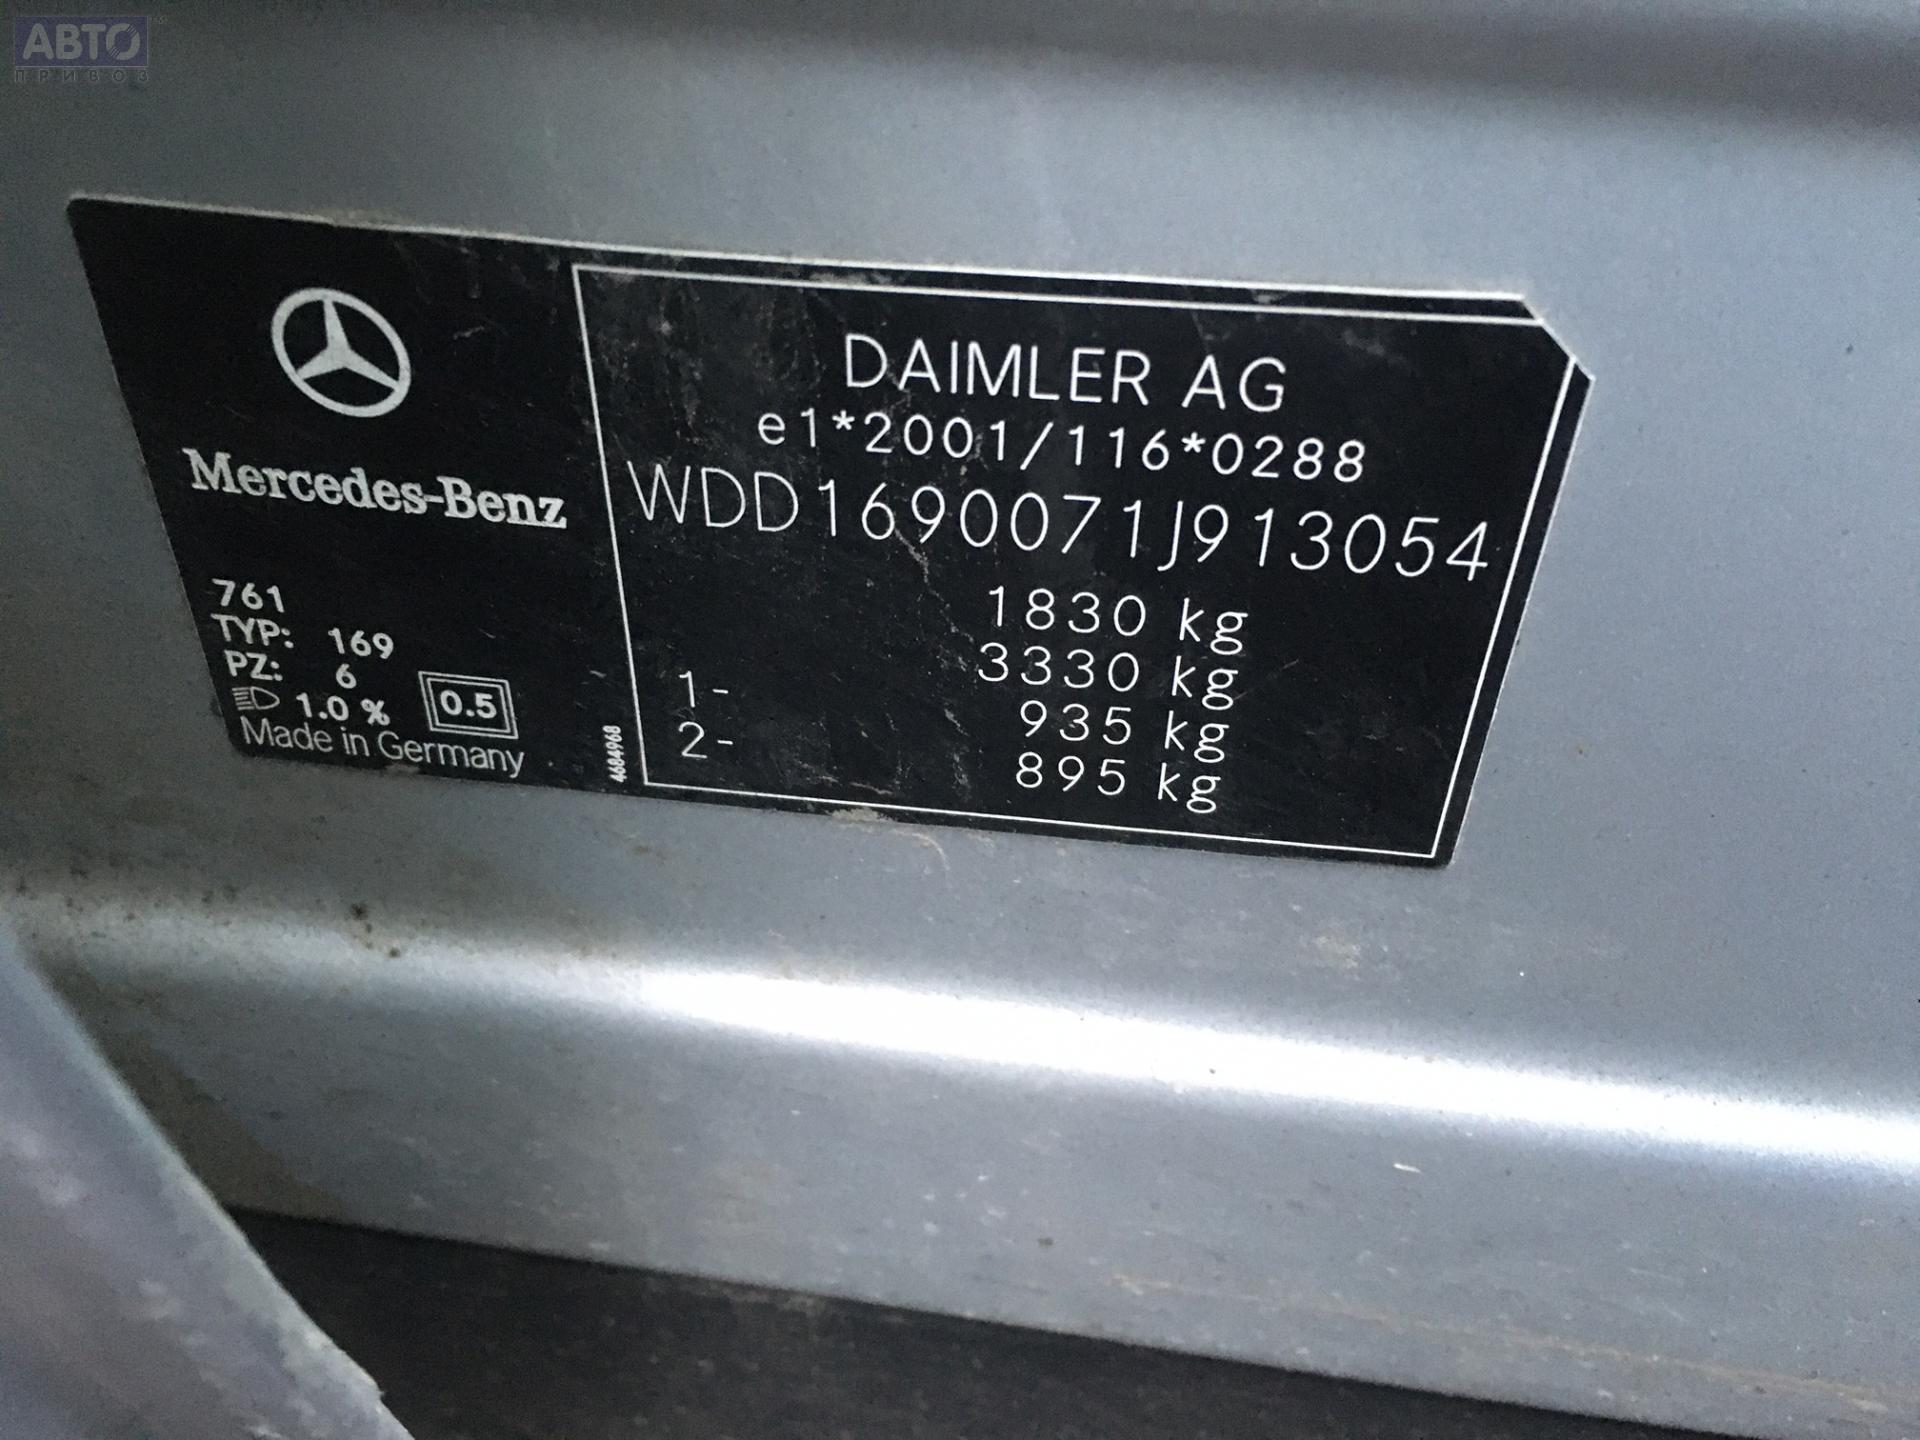 АВТО
ПРИВОЗ
Mercedes-Benz
761
TYP: 169
PZ: 6
1.0 % 0.5
Made in Germany
4684968
DAIMLER AG
e1*2001/116*0288
WDD1690071J913054
1830 kg
3330 kg
1- 935 kg
2- 895 kg